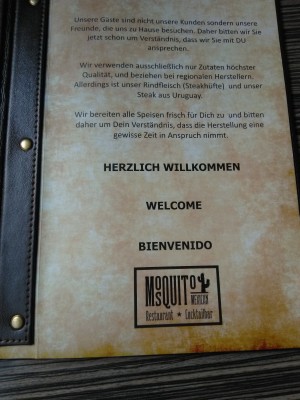 Unsere Gäste sind nicht unsere Kunden sondern unsere
Freunde, die uns zu Hause besuchen. Daher bitten wir Sie
jetzt schon um Verständnis, dass wir Sie mit DU
ansprechen.
Wir verwenden ausschließlich nur Zutaten höchster
Qualität, und beziehen bei regionalen Herstellern.
Allerdings ist unser Rindfleisch (Steakhüfte) und unser
Steak aus Uruguay.
Wir bereiten alle Speisen frisch für Dich zu und bitten
daher um Dein Verständnis, dass die Herstellung eine
gewisse Zeit in Anspruch nimmt.
HERZLICH WILLKOMMEN
WELCOME
BIENVENIDO
MOSQUITO
MEXICAN
Restaurant * Cocktailbar